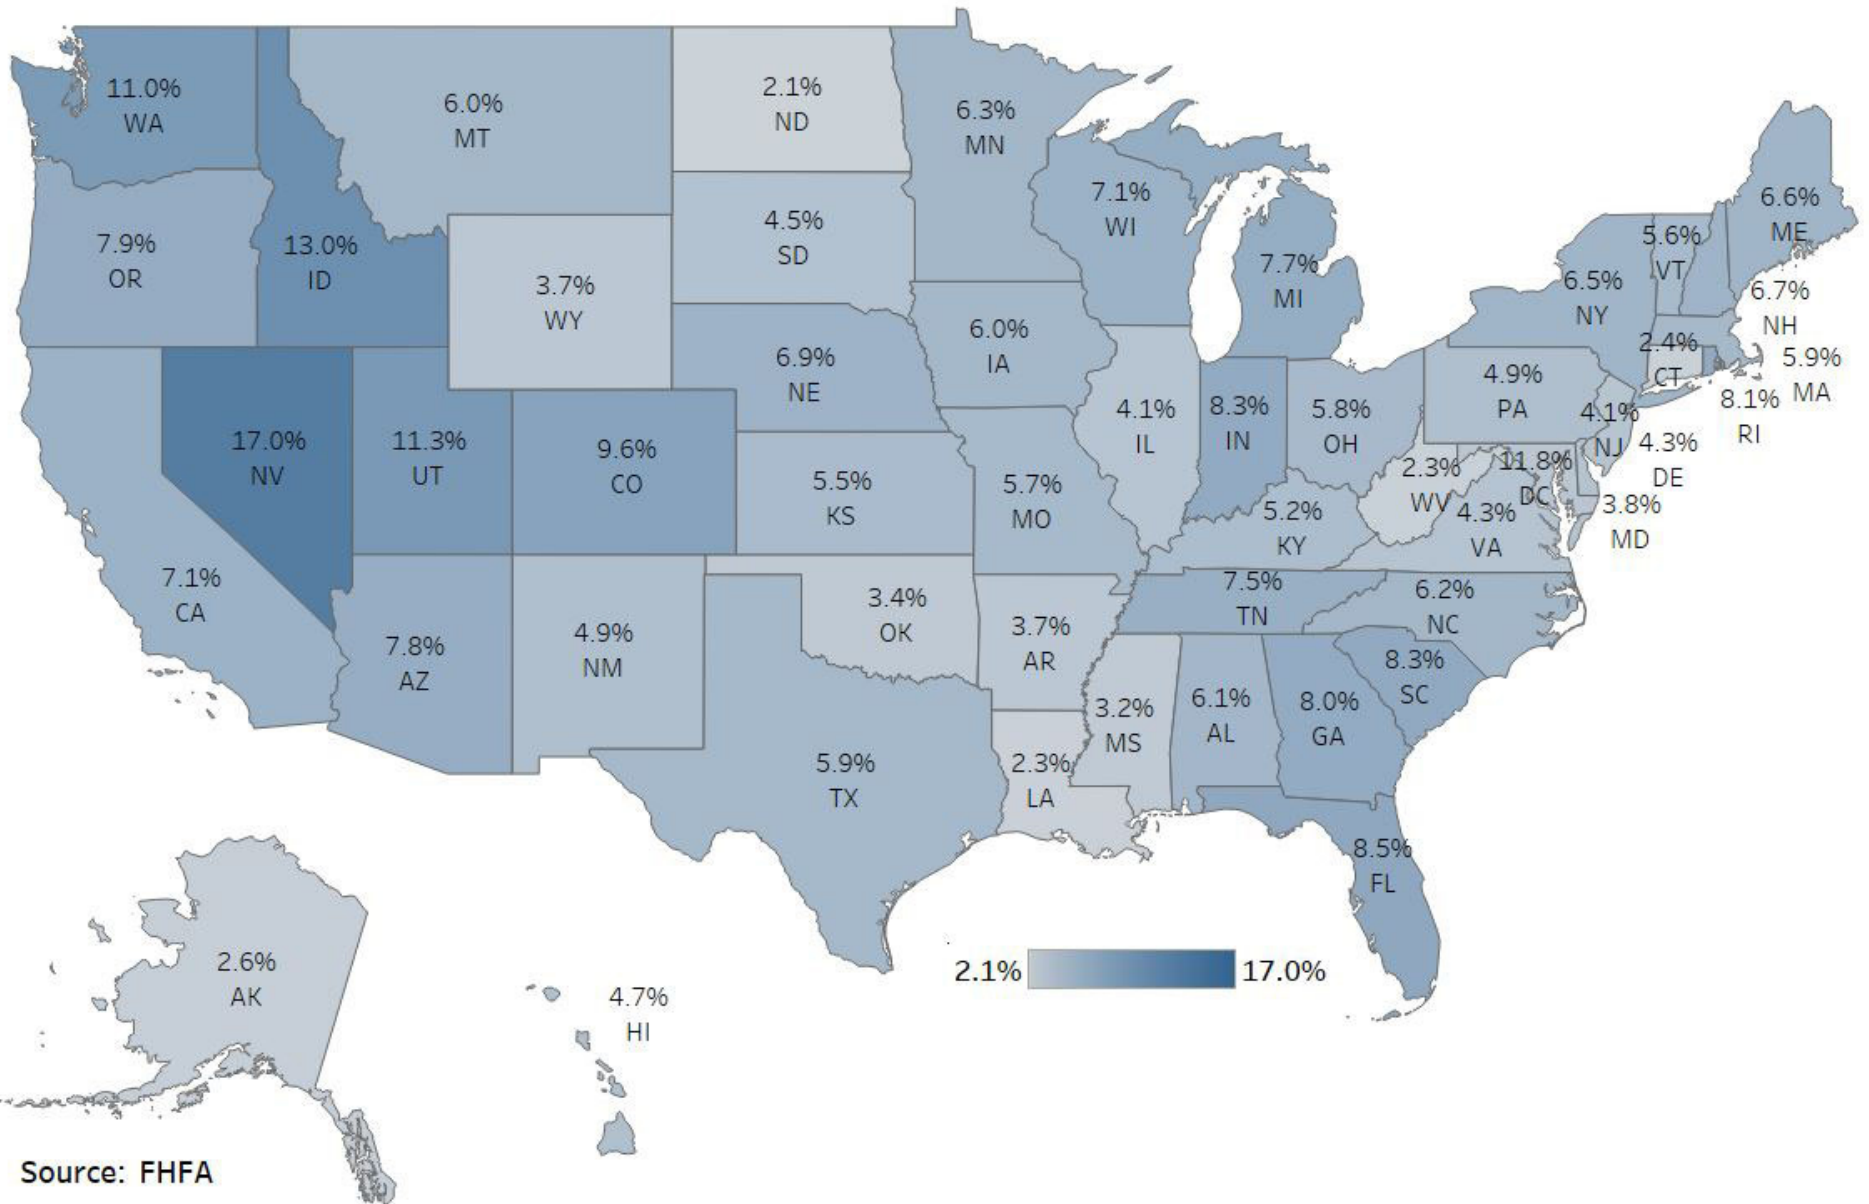 11.0%
WA
6.0%
MT
2.1%
ND
6.3%
MN
7.1%
WI
7.7%
MI
6.6%
ME
5.6%
VT
6.5%
NY
6.7%
NH
7.9%
OR
13.0%
ID
3.7%
WY
4.5%
SD
6.0%
IA
6.9%
NE
2.4%
CT
5.9%
MA
8.1%
RI
4.9%
PA
4.1%
NJ
4.3%
DE
17.0%
NV
11.3%
UT
9.6%
CO
5.5%
KS
5.7%
MO
4.1%
IL
8.3%
IN
5.8%
OH
2.3%
WV
11.8%
DC
3.8%
MD
5.2%
KY
4.3%
VA
7.1%
CA
7.8%
AZ
4.9%
NM
3.4%
OK
3.7%
AR
7.5%
TN
6.2%
NC
8.3%
SC
5.9%
TX
2.3%
LA
3.2%
MS
6.1%
AL
8.0%
GA
8.5%
FL
2.6%
AK
4.7%
HI
2.1% 17.0%
Source: FHFA